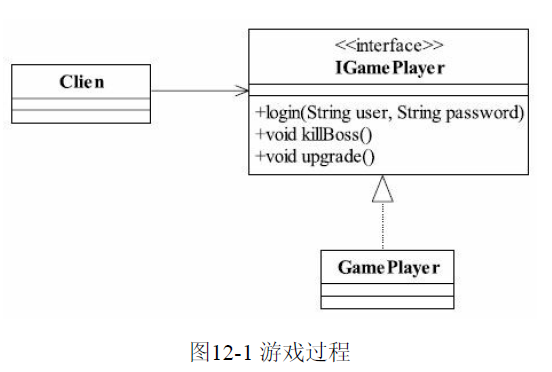 Clien
<<interface>>
IGamePlayer
+login(String user, String password)
+void killBoss()
+void upgrade()
GamePlayer
图12-1 游戏过程